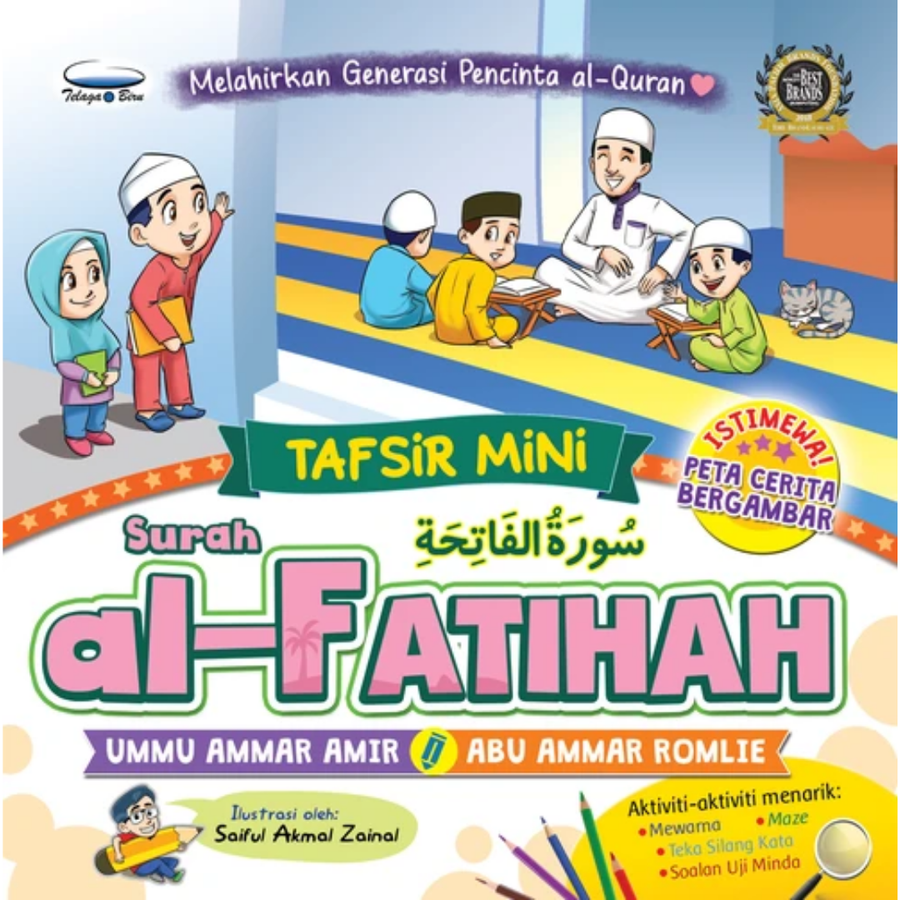 Telaga Biru
Melahirkan Generasi Pencinta al-Quran
BEST
BRANDS
TAFSiR MiNi
ISTIMEWA!
PETA CERITA
BERGAMBAR
Surah
سُورَةُ الفَاتِحَةِ
al-FATIHAH
UMMU AMMAR AMIR
ABU AMMAR ROMLIE
Ilustrasi oleh:
Saiful Akmal Zainal
Aktiviti-aktiviti menarik:
• Mewarna • Maze
• Teka Silang Kata
• Soalan Uji Minda